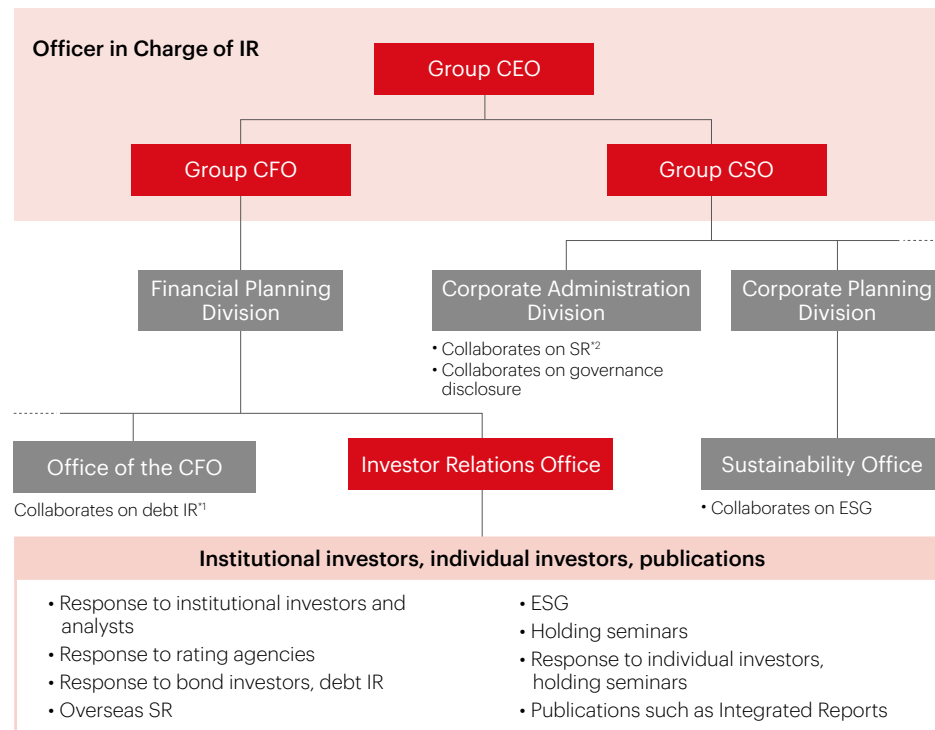 Officer in Charge of IR
Group CEO
Group CFO
Group CSO
Financial Planning
Division
Corporate Administration
Division
• Collaborates on SR*2
• Collaborates on governance
disclosure
Corporate Planning
Division
Office of the CFO
Collaborates on debt IR*1
Investor Relations Office
Sustainability Office
• Collaborates on ESG
Institutional investors, individual investors, publications
• Response to institutional investors and
analysts
• Response to rating agencies
• Response to bond investors, debt IR
• Overseas SR
• ESG
• Holding seminars
• Response to individual investors,
holding seminars
• Publications such as Integrated Reports